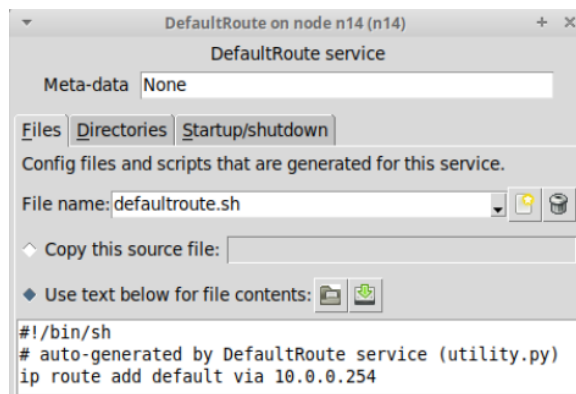 DefaultRoute on node n14 (n14)
DefaultRoute service
Meta-data None
Files Directories Startup/shutdown
Config files and scripts that are generated for this service.
File name: defaultroute.sh
Copy this source file:
Use text below for file contents:
#!/bin/sh
# auto-generated by DefaultRoute service (utility.py)
ip route add default via 10.0.0.254